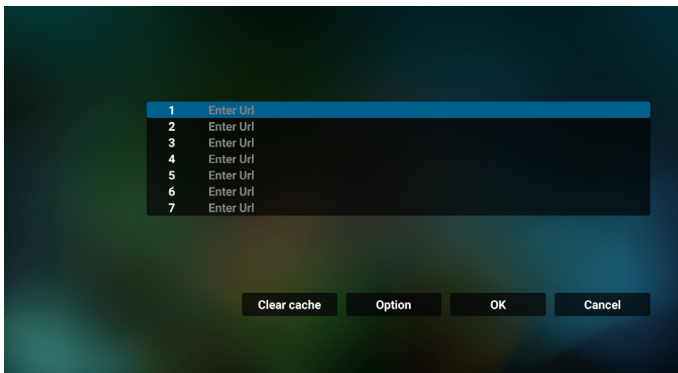 1 Enter Url
2 Enter Url
3 Enter Url
4 Enter Url
5 Enter Url
6 Enter Url
7 Enter Url
Clear cache Option OK Cancel